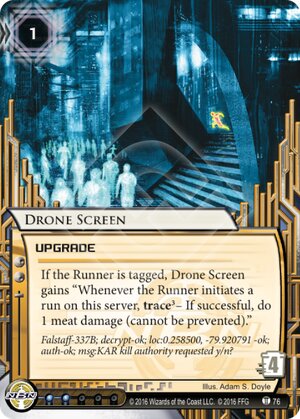 1
DRONE SCREEN
UPGRADE
If the Runner is tagged, Drone Screen
gains “Whenever the Runner initiates a
run on this server, trace³– If successful, do
1 meat damage (cannot be prevented).”
Falstaff-337B; decrypt-ok; loc:0.258500, -79.920791 -ok;
auth-ok; msg:KAR kill authority requested y/n?
4
Illus. Adam S. Doyle
NBN
© 2016 Wizards of the Coast LLC. © 2016 FFG
76